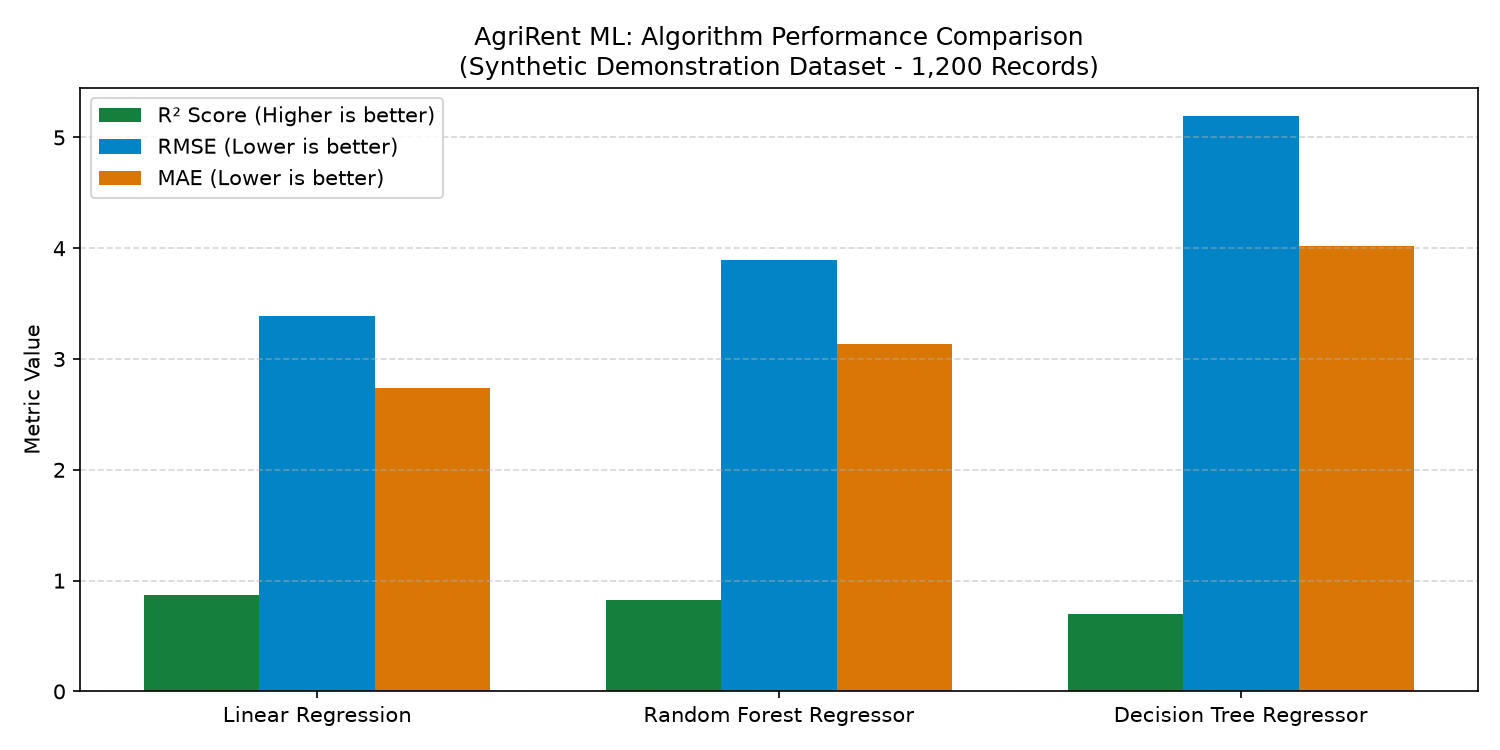 AgriRent ML: Algorithm Performance Comparison
(Synthetic Demonstration Dataset - 1,200 Records)
R² Score (Higher is better)
RMSE (Lower is better)
MAE (Lower is better)
Metric Value
5
4
3
2
1
0
Linear Regression
Random Forest Regressor
Decision Tree Regressor